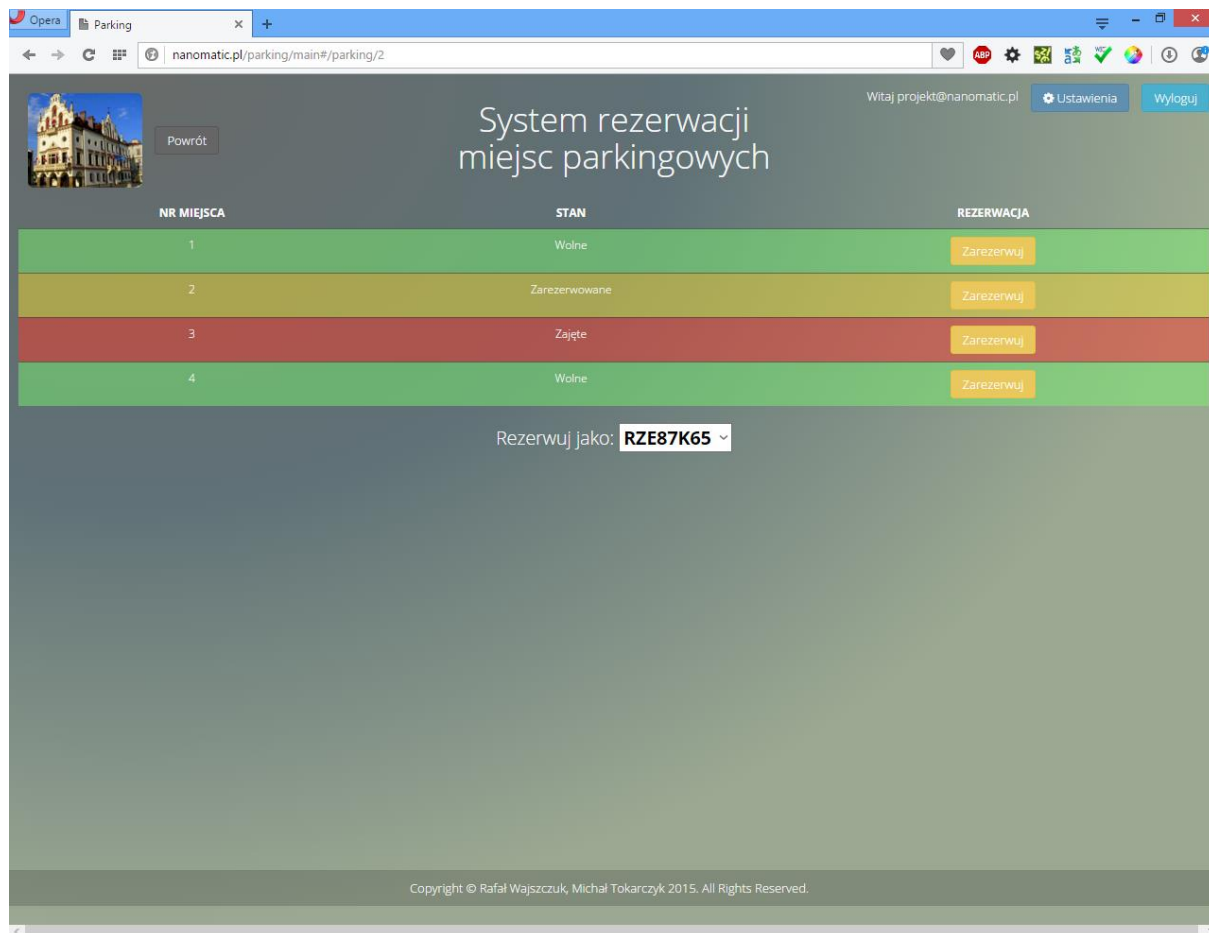 Opera
Parking
nanomatic.pl/parking/main#/parking/2
ABP
Witaj projekt@nanomatic.pl
Ustawienia
Wyloguj
Powrót
System rezerwacji
miejsc parkingowych
NR MIEJSCA STAN REZERWACJA
1 Wolne Zarezerwuj
2 Zarezerwowane Zarezerwuj
3 Zajęte Zarezerwuj
4 Wolne Zarezerwuj
Rezerwuj jako: RZE87K65
Copyright © Rafał Wajszczuk, Michał Tokarczyk 2015. All Rights Reserved.